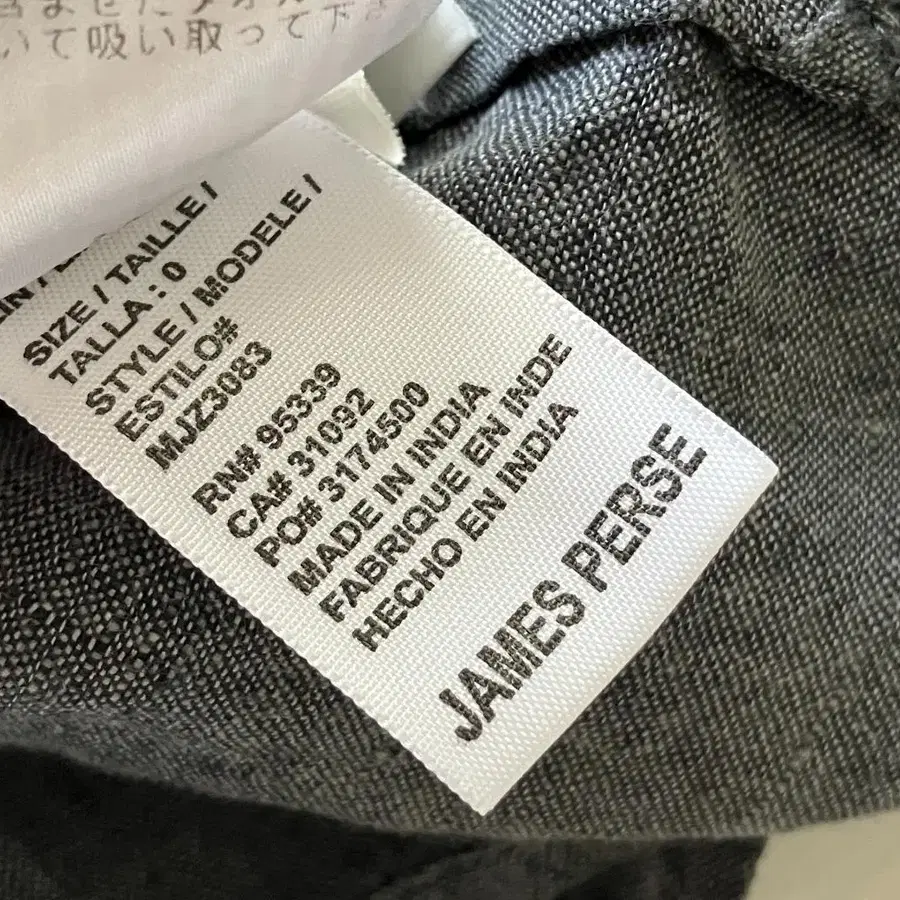 いて吸い取って下さ
SIZE / TAILLE /
TALLA : 0
STYLE / MODELE /
ESTILO#
MJZ3083
RN# 95339
CA# 31092
PO# 3174500
MADE IN INDIA
FABRIQUE EN INDE
HECHO EN INDIA
JAMES PERSE